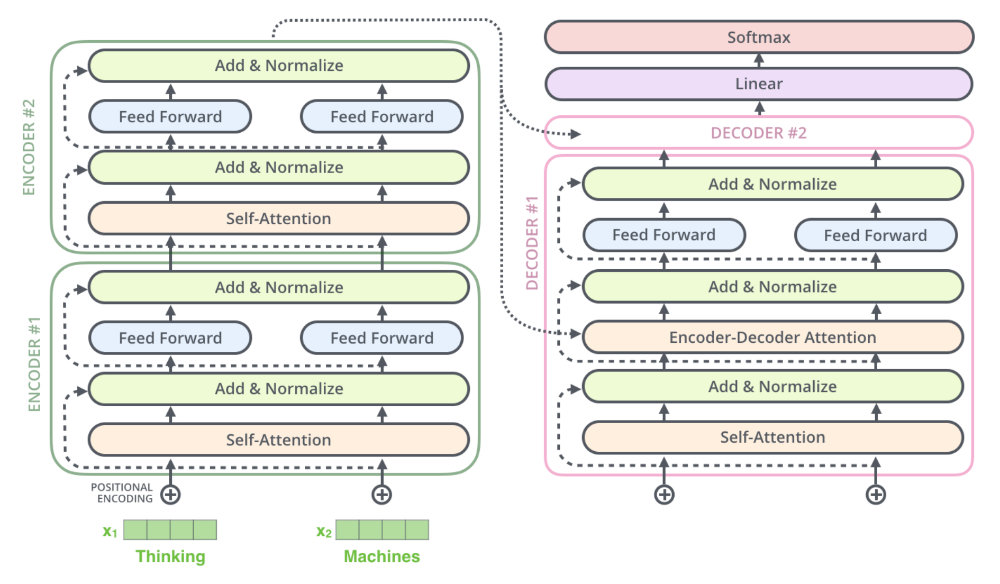 ENCODER #2
Add & Normalize
Feed Forward
Feed Forward
Add & Normalize
Self-Attention
ENCODER #1
Add & Normalize
Feed Forward
Feed Forward
Add & Normalize
Self-Attention
POSITIONAL
ENCODING
x1
x2
Thinking
Machines
Softmax
Linear
DECODER #2
DECODER #1
Add & Normalize
Feed Forward
Feed Forward
Add & Normalize
Encoder-Decoder Attention
Add & Normalize
Self-Attention